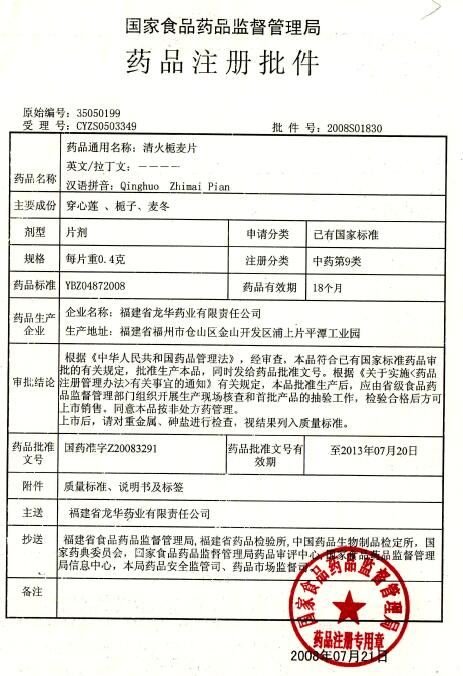 国家食品药品监督管理局
药品注册批件
原始编号：35050199
受 理 号：CYZS0503349
批 件 号：2008S01830
药品名称
药品通用名称：清火栀麦片
英文/拉丁文：————
汉语拼音：Qinghuo Zhimai Pian
主要成份
穿心莲 、栀子、麦冬
剂型
片剂
申请分类
已有国家标准
规格
每片重0.4克
注册分类
中药第9类
药品标准
YBZ04872008
药品有效期
18个月
药品生产
企业
企业名称：福建省龙华药业有限责任公司
生产地址：福建省福州市仓山区金山开发区浦上片平潭工业园
审批结论
根据《中华人民共和国药品管理法》，经审查，本品符合已有国家标准药品审批
的有关规定，批准生产本品，同时发给药品批准文号。根据《关于实施<药品
注册管理办法>有关事宜的通知》有关规定，本品批准生产后，应由省级食品药
品监督管理部门组织开展生产现场核查和首批产品的抽验工作，检验合格后方可
上市销售，同意本品按非处方药管理。
上市后，请对重金属、砷盐进行检查，视结果列入质量标准。
药品批准
文号
国药准字Z20083291
药品批准文号有
效期
至2013年07月20日
附件
质量标准、说明书及标签
主送
福建省龙华药业有限责任公司
抄送
福建省食品药品监督管理局，福建省药品检验所，中国药品生物制品检定所，国
家药典委员会，国家食品药品监督管理局药品审评中心，国家食品药品监督管理
局信息中心，本局药品安全监管司、药品市场监督司
备注
国家食品药品监督管理局
药品注册专用章
2008年07月21日